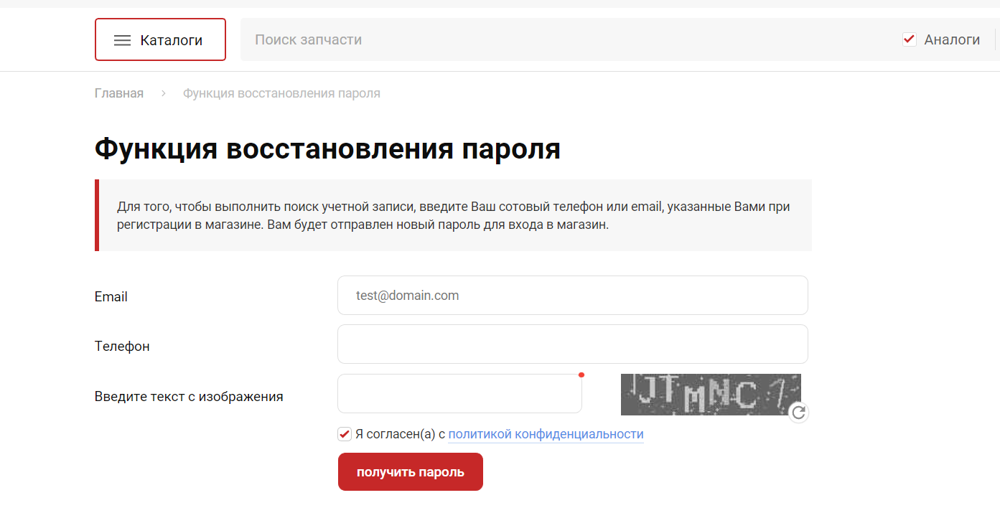 Каталоги
Поиск запчасти
Аналоги
Главная > Функция восстановления пароля
Функция восстановления пароля
Для того, чтобы выполнить поиск учетной записи, введите Ваш сотовый телефон или email, указанные Вами при
регистрации в магазине. Вам будет отправлен новый пароль для входа в магазин.
Email
test@domain.com
Телефон
Введите текст с изображения
Я согласен(а) с политикой конфиденциальности
получить пароль